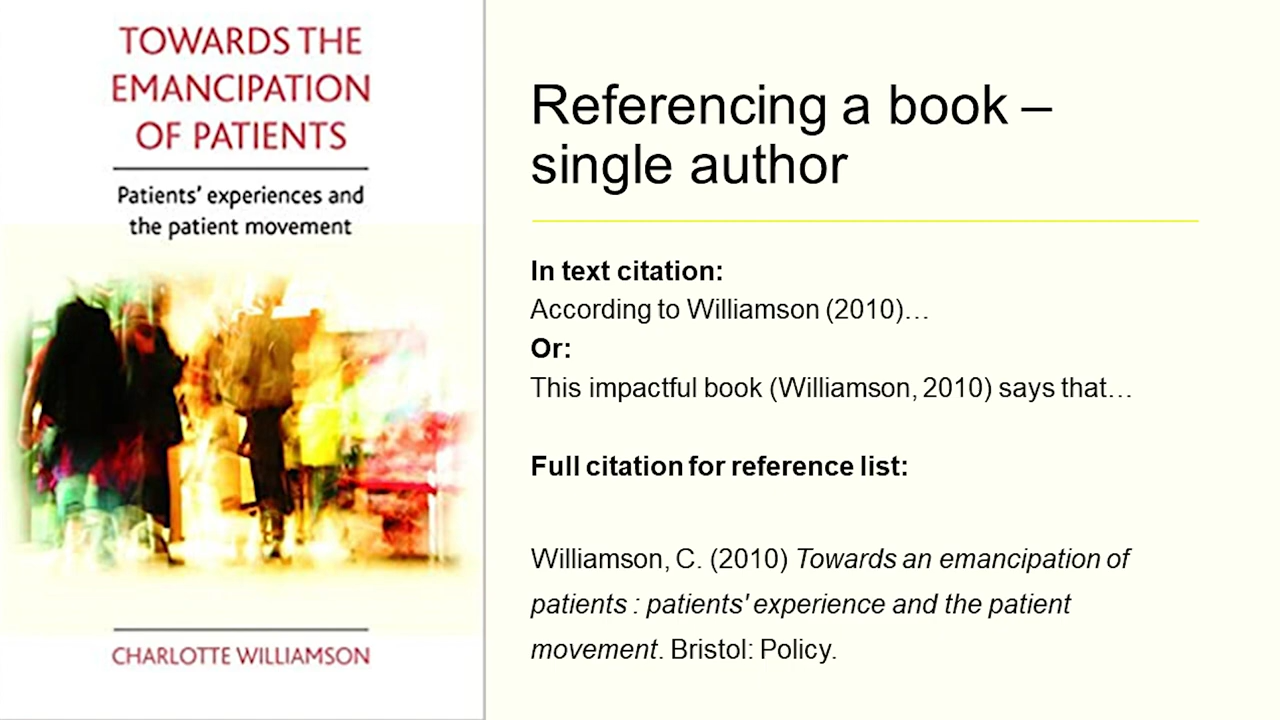 TOWARDS THE
EMANCIPATION
OF PATIENTS
Patients' experiences and
the patient movement
CHARLOTTE WILLIAMSON
Referencing a book –
single author
In text citation:
According to Williamson (2010)…
Or:
This impactful book (Williamson, 2010) says that…
Full citation for reference list:
Williamson, C. (2010) Towards an emancipation of
patients : patients' experience and the patient
movement. Bristol: Policy.